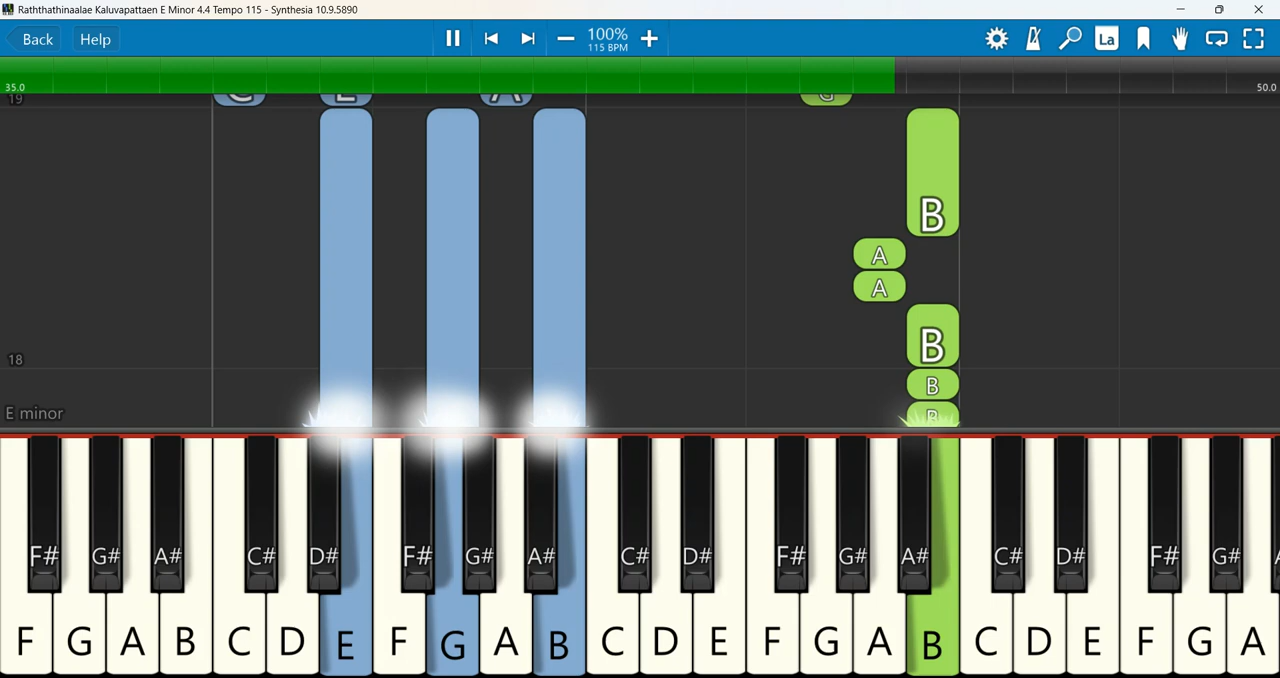 Raththathinaalae Kaluvapattaen E Minor 4.4 Tempo 115 - Synthesia 10.9.5890
Back Help 100% La
115 BPM
35.0 50.0
19 C E A G
B
A
A
B
18
B
E minor B
F# G# A# C# D# F# G# A# C# D# F# G# A# C# D# F# G#
F G A B C D E F G A B C D E F G A B C D E F G A